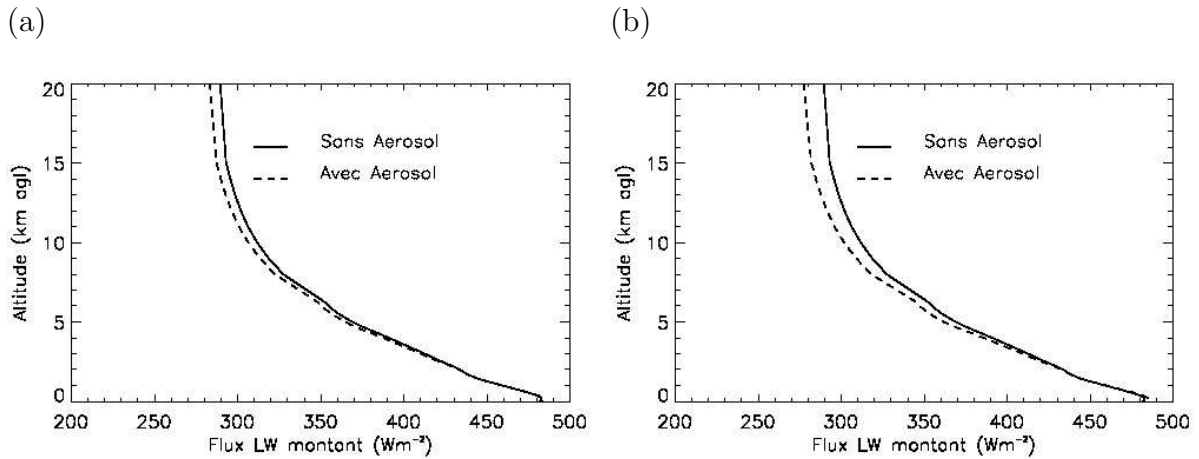 (a)
20
15
10
5
0
Altitude (km agl)
Sans Aerosol
Avec Aerosol
200 250 300 350 400 450 500
Flux LW montant (Wm⁻²)
(b)
20
15
10
5
0
Altitude (km agl)
Sans Aerosol
Avec Aerosol
200 250 300 350 400 450 500
Flux LW montant (Wm⁻²)